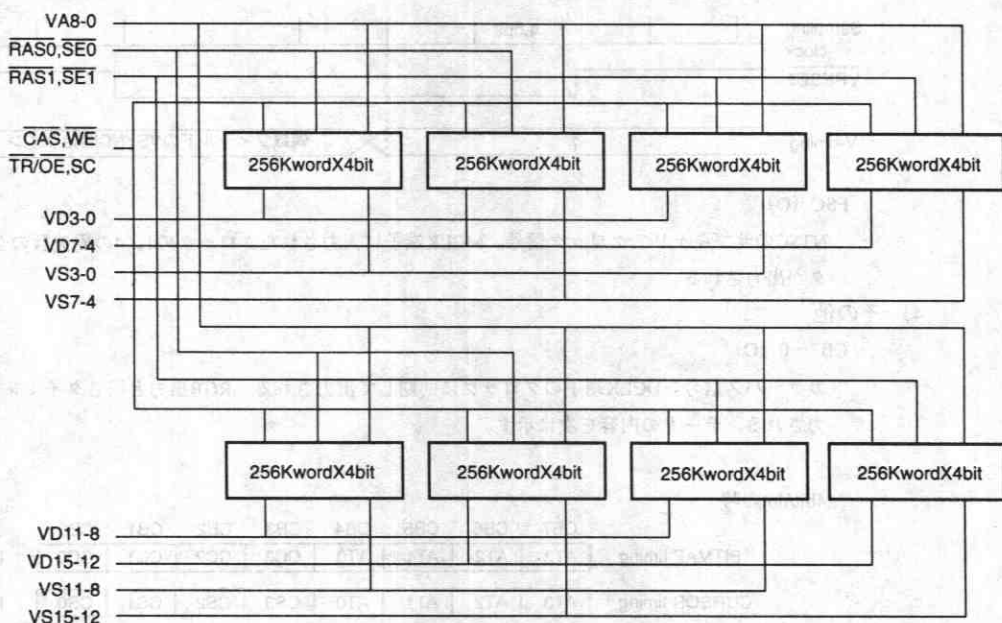 VA8-0
RAS0,SE0
RAS1,SE1
CAS,WE
TR/OE,SC
256KwordX4bit
256KwordX4bit
256KwordX4bit
256KwordX4bit
VD3-0
VD7-4
VS3-0
VS7-4
256KwordX4bit
256KwordX4bit
256KwordX4bit
256KwordX4bit
VD11-8
VD15-12
VS11-8
VS15-12